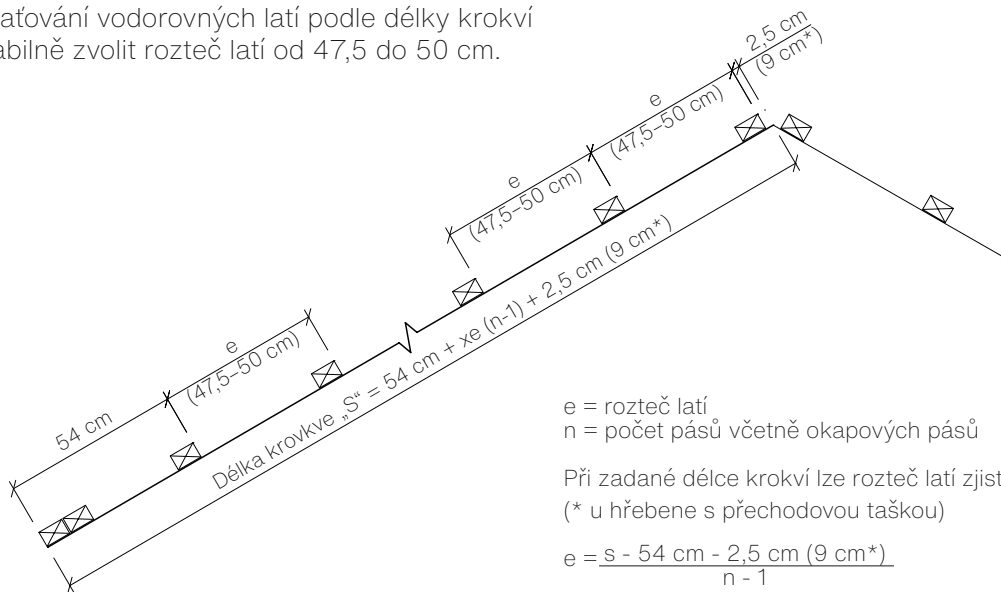 aťování vodorovných latí podle délky krokví
abilně zvolit rozteč latí od 47,5 do 50 cm.
2,5 cm
(9 cm*)
e
(47,5–50 cm)
e
(47,5–50 cm)
e
(47,5–50 cm)
54 cm
Délka krovkve „S“ = 54 cm + xe (n-1) + 2,5 cm (9 cm*)
e = rozteč latí
n = počet pásů včetně okapových pásů
Při zadané délce krokví lze rozteč latí zjist
(* u hřebene s přechodovou taškou)
e = s - 54 cm - 2,5 cm (9 cm*)
n - 1